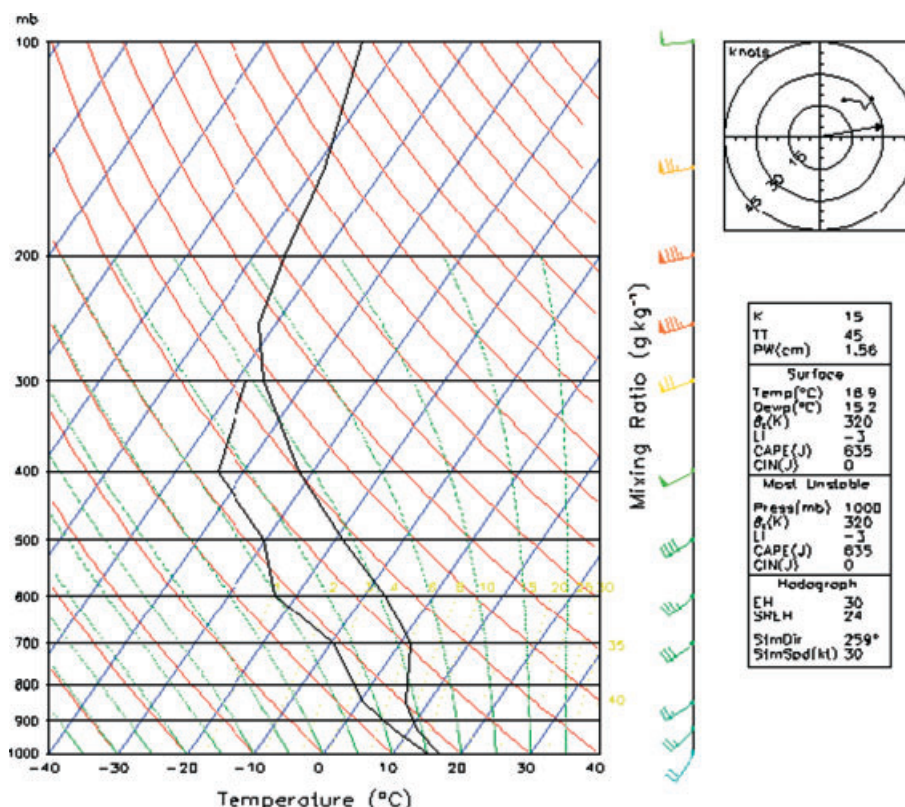 mb
100
200
300
400
500
600
700
800
900
1000
-40 -30 -20 -10 0 10 20 30 40
Temperature (°C)
2 3 4 6 8 10 15 20 25 30
35
40
Mixing Ratio (g kg⁻¹)
knots
15
30
45
K 15
TT 45
PW(cm) 1.56
Surface
Temp(°C) 16.9
Dewp(°C) 15.2
θₑ(K) 320
LI -3
CAPE(J) 635
CIN(J) 0
Most Unstable
Press(mb) 1000
θₑ(K) 320
LI -3
CAPE(J) 635
CIN(J) 0
Hodograph
EH 30
SREH 24
StmDir 259°
StmSpd(kt) 30